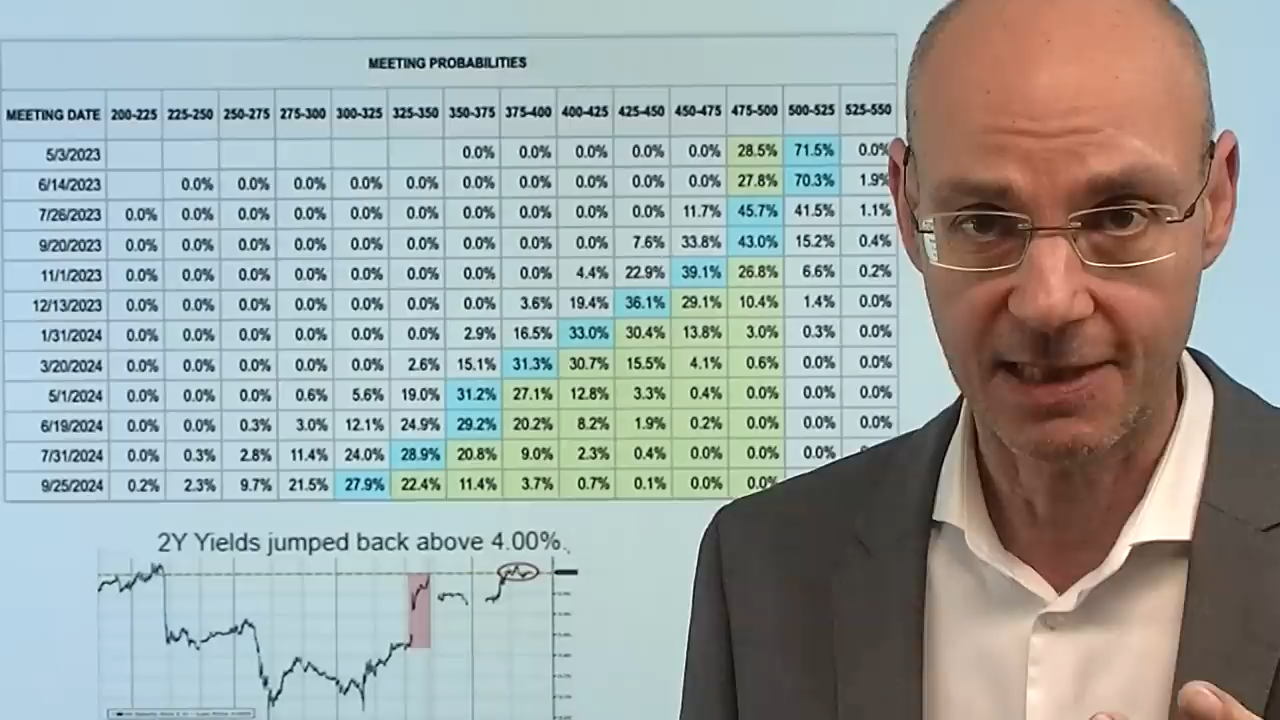 MEETING PROBABILITIES
MEETING DATE 200-225 225-250 250-275 275-300 300-325 325-350 350-375 375-400 400-425 425-450 450-475 475-500 500-525 525-550
5/3/2023 0.0% 0.0% 0.0% 0.0% 0.0% 28.5% 71.5% 0.0%
6/14/2023 0.0% 0.0% 0.0% 0.0% 0.0% 0.0% 0.0% 0.0% 0.0% 0.0% 27.8% 70.3% 1.9%
7/26/2023 0.0% 0.0% 0.0% 0.0% 0.0% 0.0% 0.0% 0.0% 0.0% 0.0% 11.7% 45.7% 41.5% 1.1%
9/20/2023 0.0% 0.0% 0.0% 0.0% 0.0% 0.0% 0.0% 0.0% 0.0% 7.6% 33.8% 43.0% 15.2% 0.4%
11/1/2023 0.0% 0.0% 0.0% 0.0% 0.0% 0.0% 0.0% 0.0% 4.4% 22.9% 39.1% 26.8% 6.6% 0.2%
12/13/2023 0.0% 0.0% 0.0% 0.0% 0.0% 0.0% 0.0% 3.6% 19.4% 36.1% 29.1% 10.4% 1.4% 0.0%
1/31/2024 0.0% 0.0% 0.0% 0.0% 0.0% 0.0% 2.9% 16.5% 33.0% 30.4% 13.8% 3.0% 0.3% 0.0%
3/20/2024 0.0% 0.0% 0.0% 0.0% 0.0% 2.6% 15.1% 31.3% 30.7% 15.5% 4.1% 0.6% 0.0% 0.0%
5/1/2024 0.0% 0.0% 0.0% 0.6% 5.6% 19.0% 31.2% 27.1% 12.8% 3.3% 0.4% 0.0% 0.0% 0.0%
6/19/2024 0.0% 0.0% 0.3% 3.0% 12.1% 24.9% 29.2% 20.2% 8.2% 1.9% 0.2% 0.0% 0.0% 0.0%
7/31/2024 0.0% 0.3% 2.8% 11.4% 24.0% 28.9% 20.8% 9.0% 2.3% 0.4% 0.0% 0.0% 0.0%
9/25/2024 0.2% 2.3% 9.7% 21.5% 27.9% 22.4% 11.4% 3.7% 0.7% 0.1% 0.0% 0.0%
2Y Yields jumped back above 4.00%.